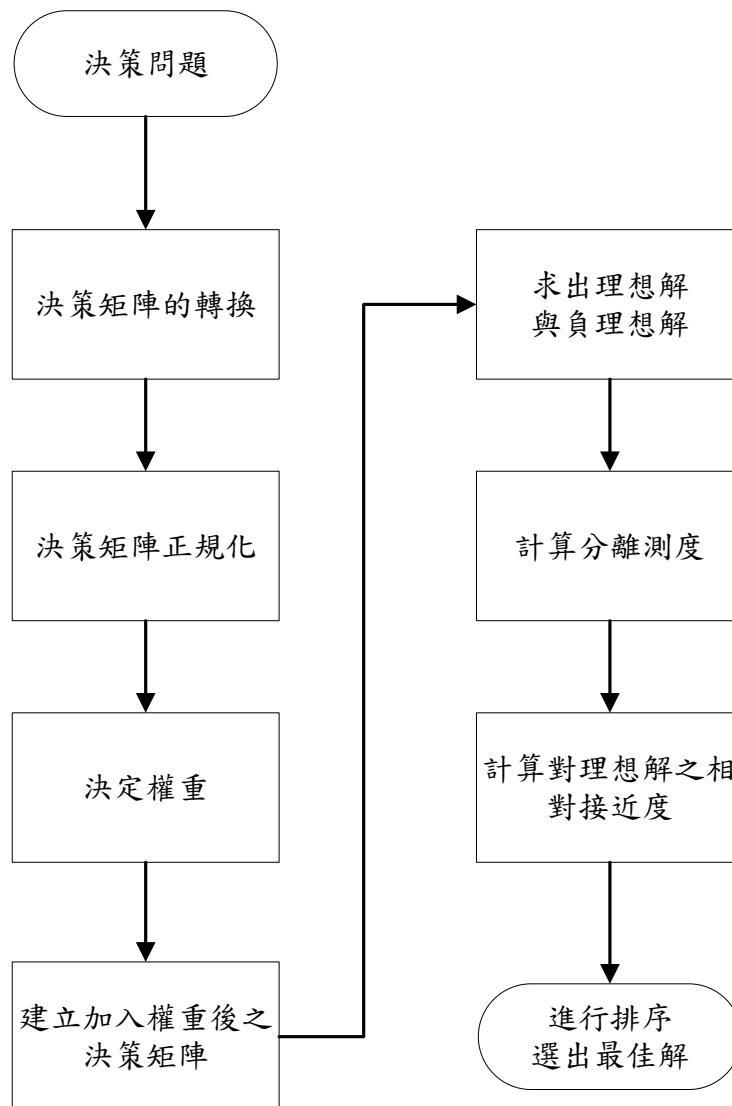 決策問題
決策矩陣的轉換
決策矩陣正規化
決定權重
建立加入權重後之
決策矩陣
求出理想解
與負理想解
計算分離測度
計算對理想解之相
對接近度
進行排序
選出最佳解